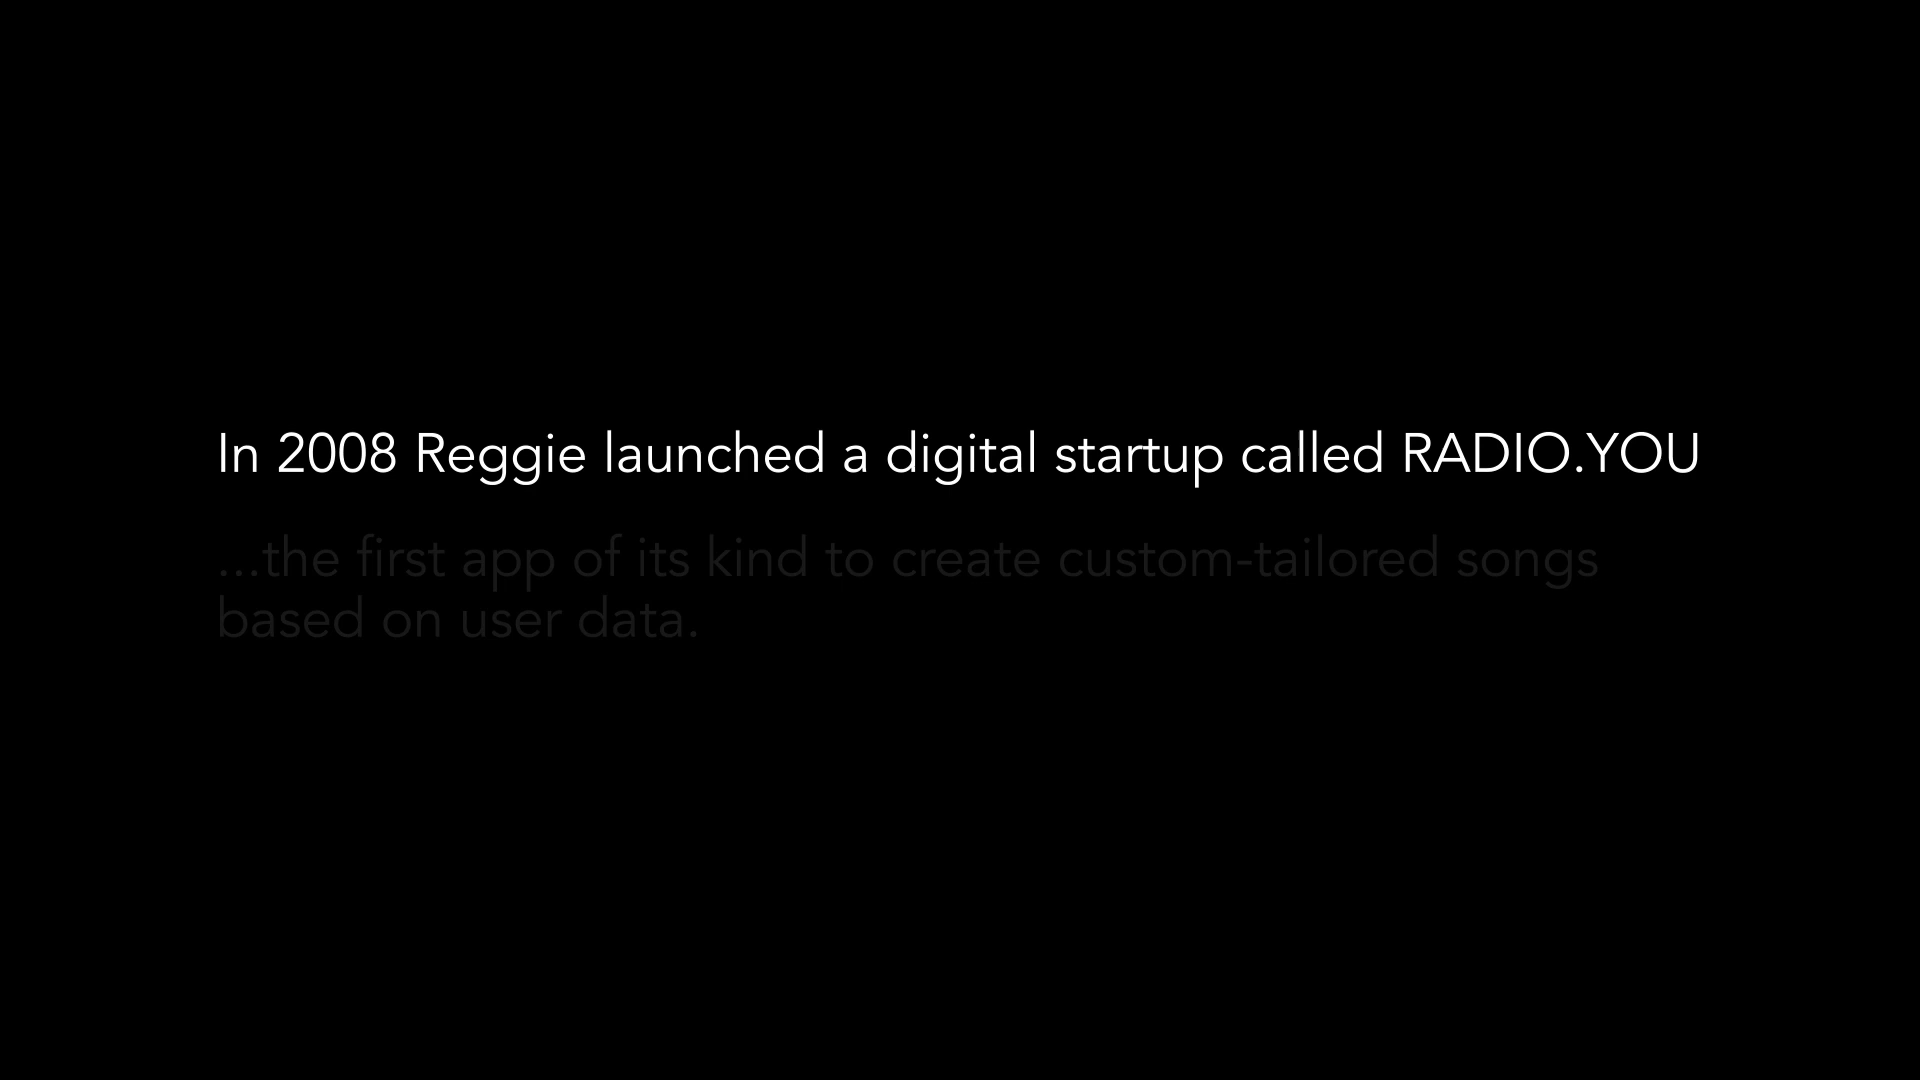 In 2008 Reggie launched a digital startup called RADIO.YOU
...the first app of its kind to create custom-tailored songs
based on user data.